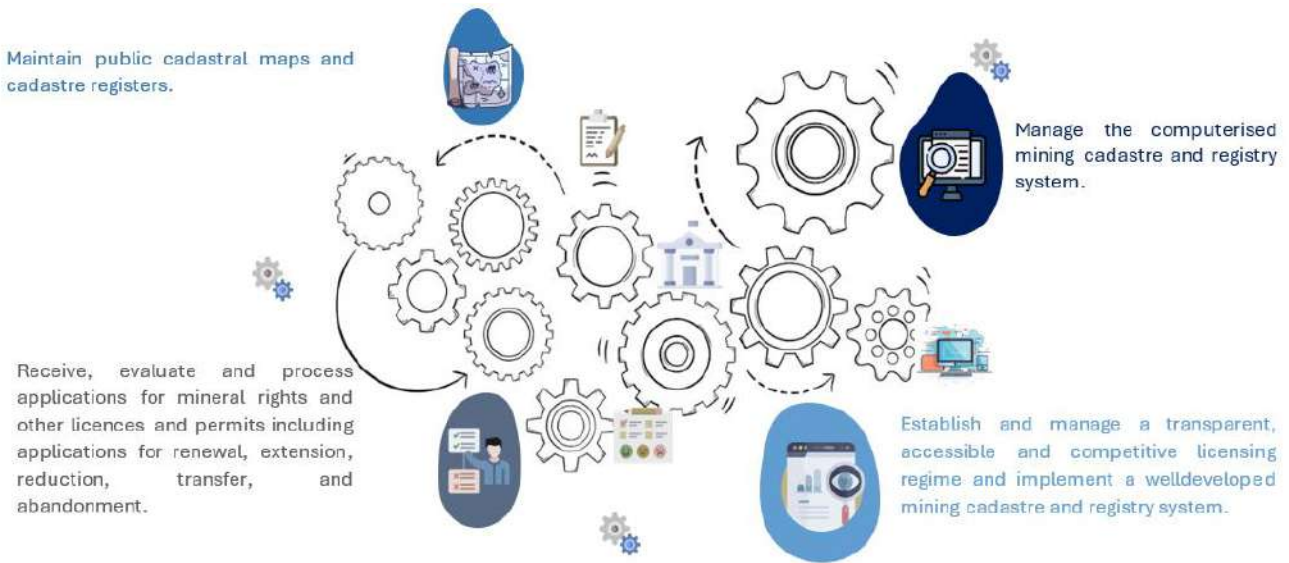 Maintain public cadastral maps and
cadastre registers.
Manage the computerised
mining cadastre and registry
system.
Receive, evaluate and process
applications for mineral rights and
other licences and permits including
applications for renewal, extension,
reduction, transfer, and
abandonment.
Establish and manage a transparent,
accessible and competitive licensing
regime and implement a welldeveloped
mining cadastre and registry system.